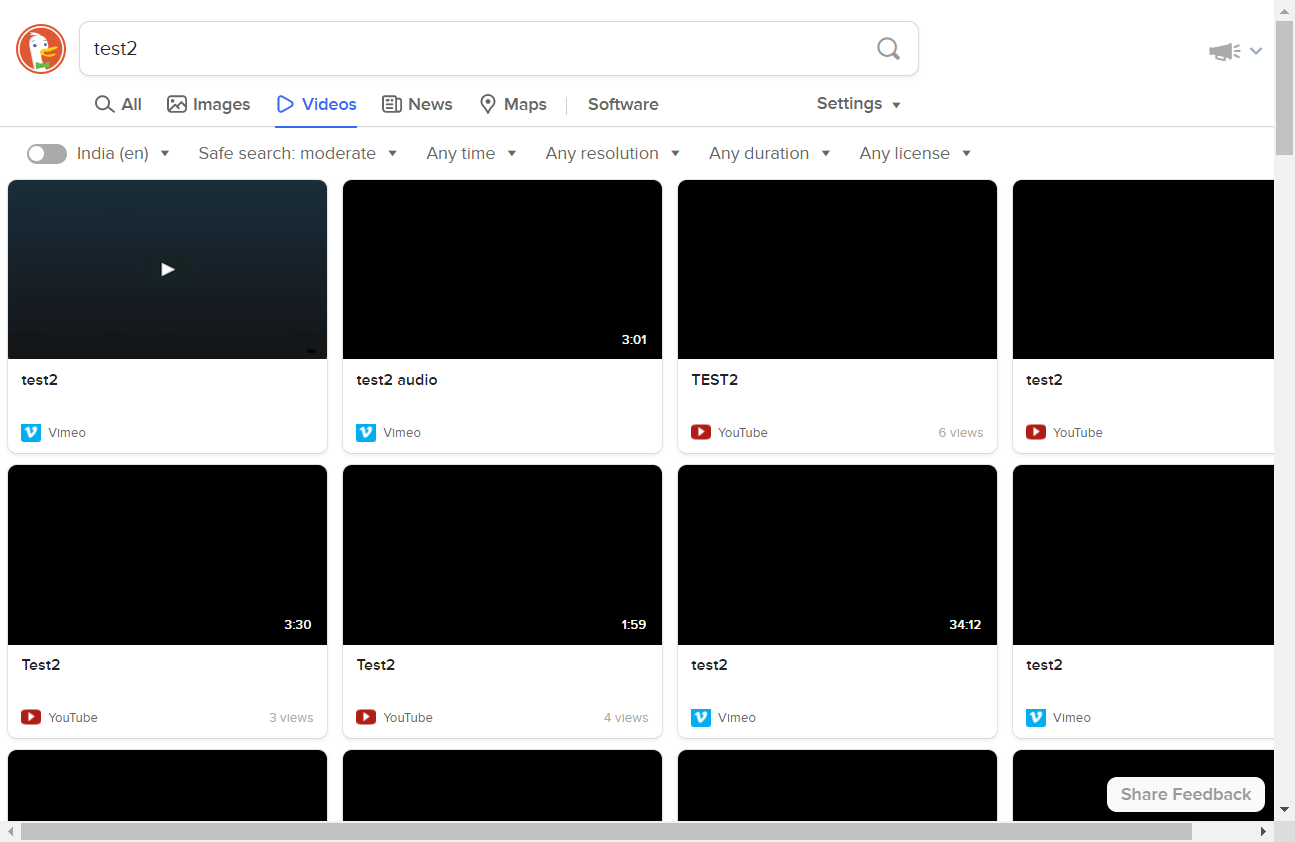 test2
All Images Videos News Maps Software Settings
India (en) Safe search: moderate Any time Any resolution Any duration Any license
3:01
test2 test2 audio TEST2 test2
Vimeo Vimeo YouTube 6 views YouTube
3:30 1:59 34:12
Test2 Test2 test2 test2
YouTube 3 views YouTube 4 views Vimeo Vimeo
Share Feedback